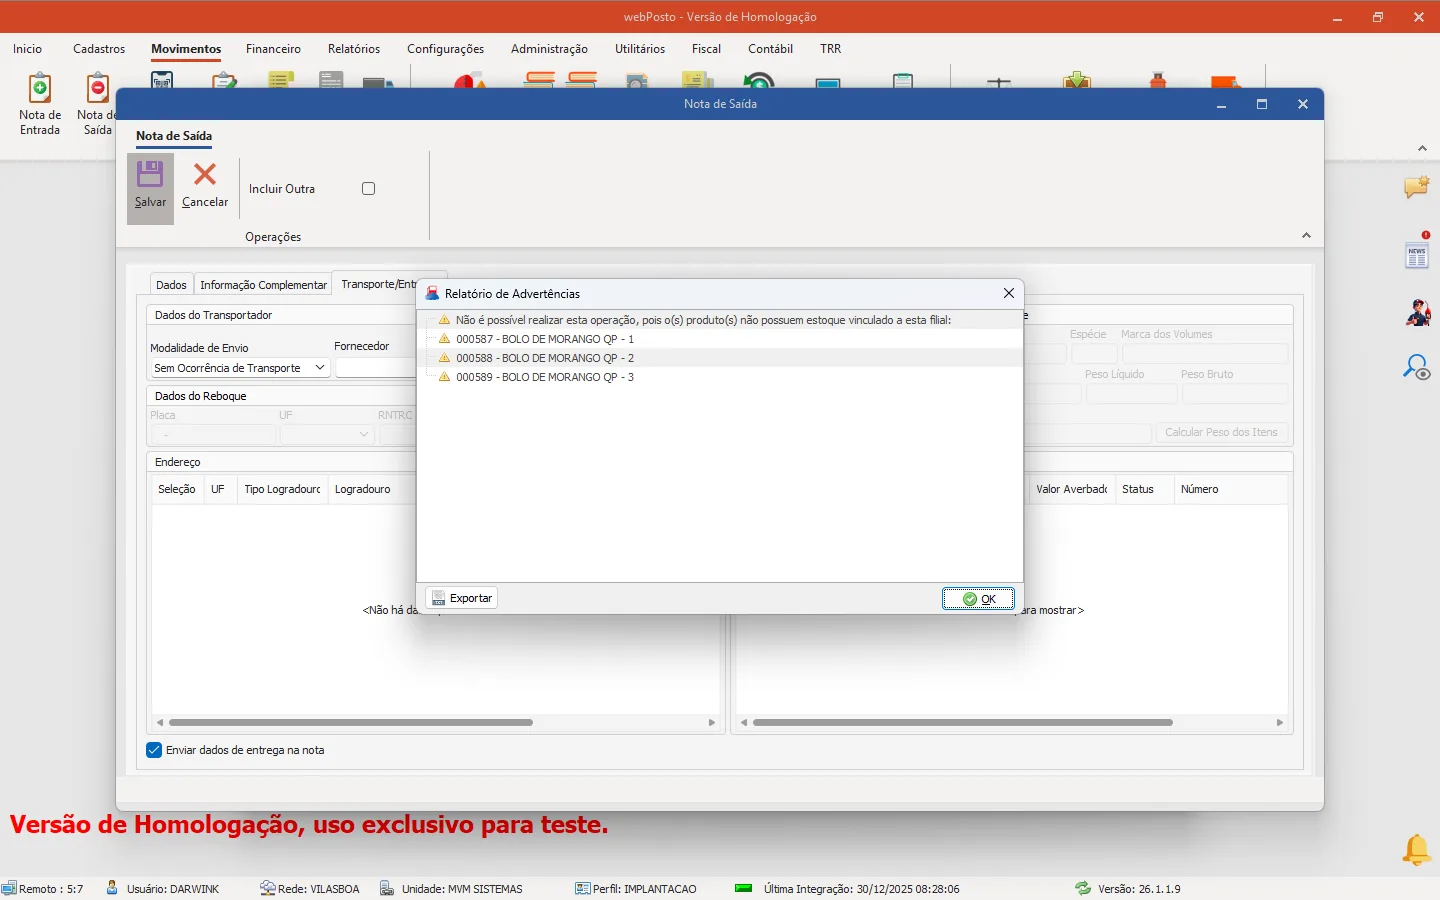 webPosto - Versão de Homologação
Inicio Cadastros Movimentos Financeiro Relatórios Configurações Administração Utilitários Fiscal Contábil TRR
Nota de Entrada
Nota de Saída
Nota de Saída
Nota de Saída
Salvar
Cancelar
Incluir Outra
Operações
Dados
Informação Complementar
Transporte/Entr
Dados do Transportador
Modalidade de Envio
Sem Ocorrência de Transporte
Fornecedor
Dados do Reboque
Placa
UF
RNTRC
-
Espécie
Marca dos Volumes
Peso Líquido
Peso Bruto
Calcular Peso dos Itens
Relatório de Advertências
Não é possível realizar esta operação, pois o(s) produto(s) não possuem estoque vinculado a esta filial:
000587 - BOLO DE MORANGO QP - 1
000588 - BOLO DE MORANGO QP - 2
000589 - BOLO DE MORANGO QP - 3
Exportar
OK
Endereço
Seleção UF Tipo Logradouro Logradouro
Valor Averbado Status Número
<Não há da
para mostrar>
Enviar dados de entrega na nota
NEWS
Versão de Homologação, uso exclusivo para teste.
Remoto : 5:7
Usuário: DARWINK
Rede: VILASBOA
Unidade: MVM SISTEMAS
Perfil: IMPLANTACAO
Última Integração: 30/12/2025 08:28:06
Versão: 26.1.1.9